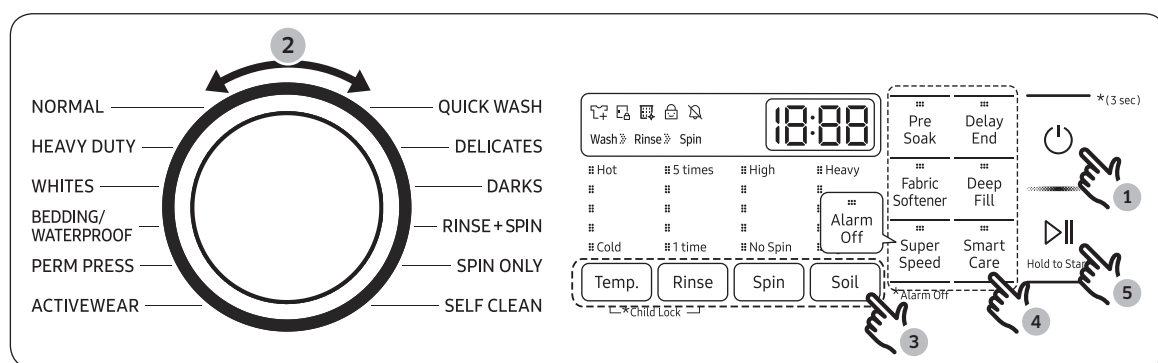 2
NORMAL
HEAVY DUTY
WHITES
BEDDING/
WATERPROOF
PERM PRESS
ACTIVEWEAR
QUICK WASH
DELICATES
DARKS
RINSE+SPIN
SPIN ONLY
SELF CLEAN
Wash Rinse Spin
18:88
Hot 5 times High Heavy
Cold 1 time No Spin
Temp. Rinse Spin Soil
*Child Lock
3
Alarm
Off
Pre
Soak
Delay
End
Fabric
Softener
Deep
Fill
Super
Speed
Smart
Care
*Alarm Off
4
*(3 sec)
1
Hold to Start
5